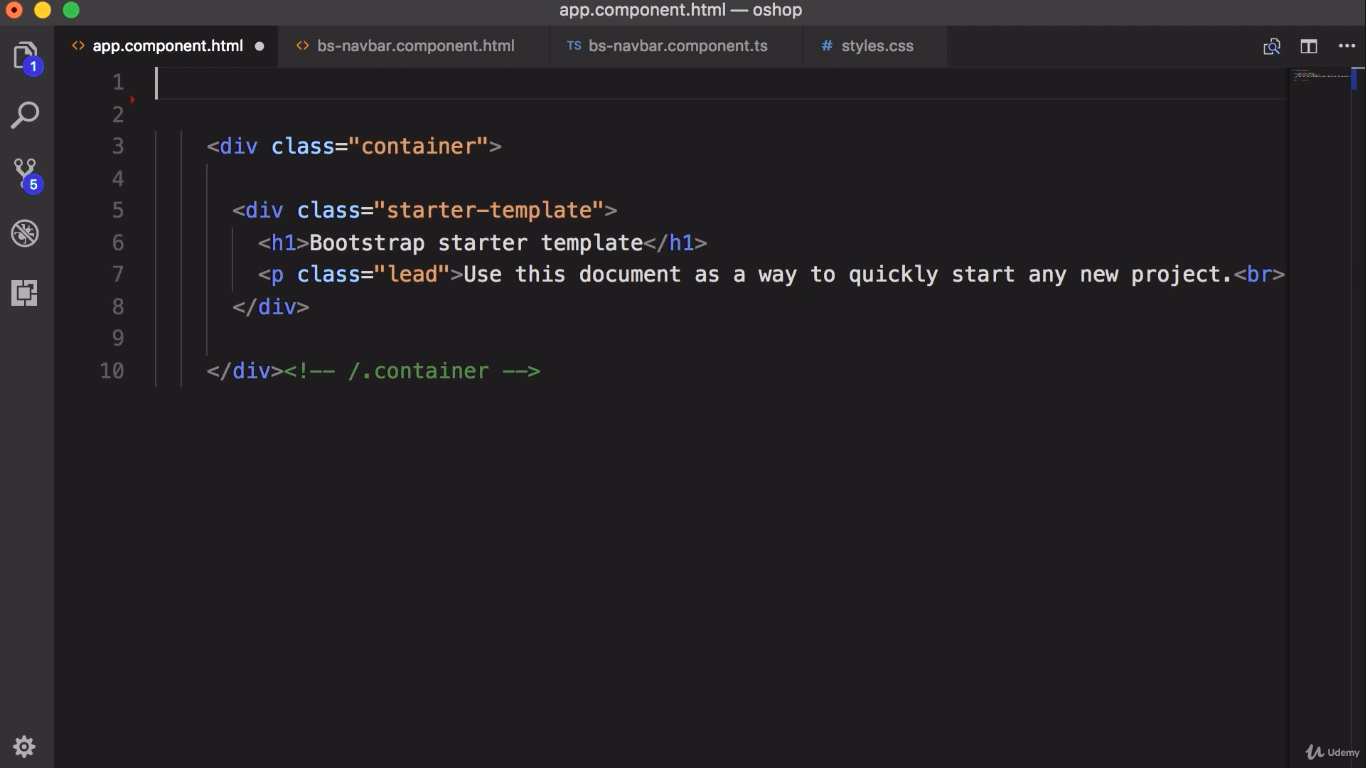 app.component.html — oshop
<> app.component.html ● <> bs-navbar.component.html TS bs-navbar.component.ts # styles.css
1
5
1
2
3 <div class="container">
4
5 <div class="starter-template">
6 <h1>Bootstrap starter template</h1>
7 <p class="lead">Use this document as a way to quickly start any new project.<br>
8 </div>
9
10 </div><!-- /.container -->
Udemy